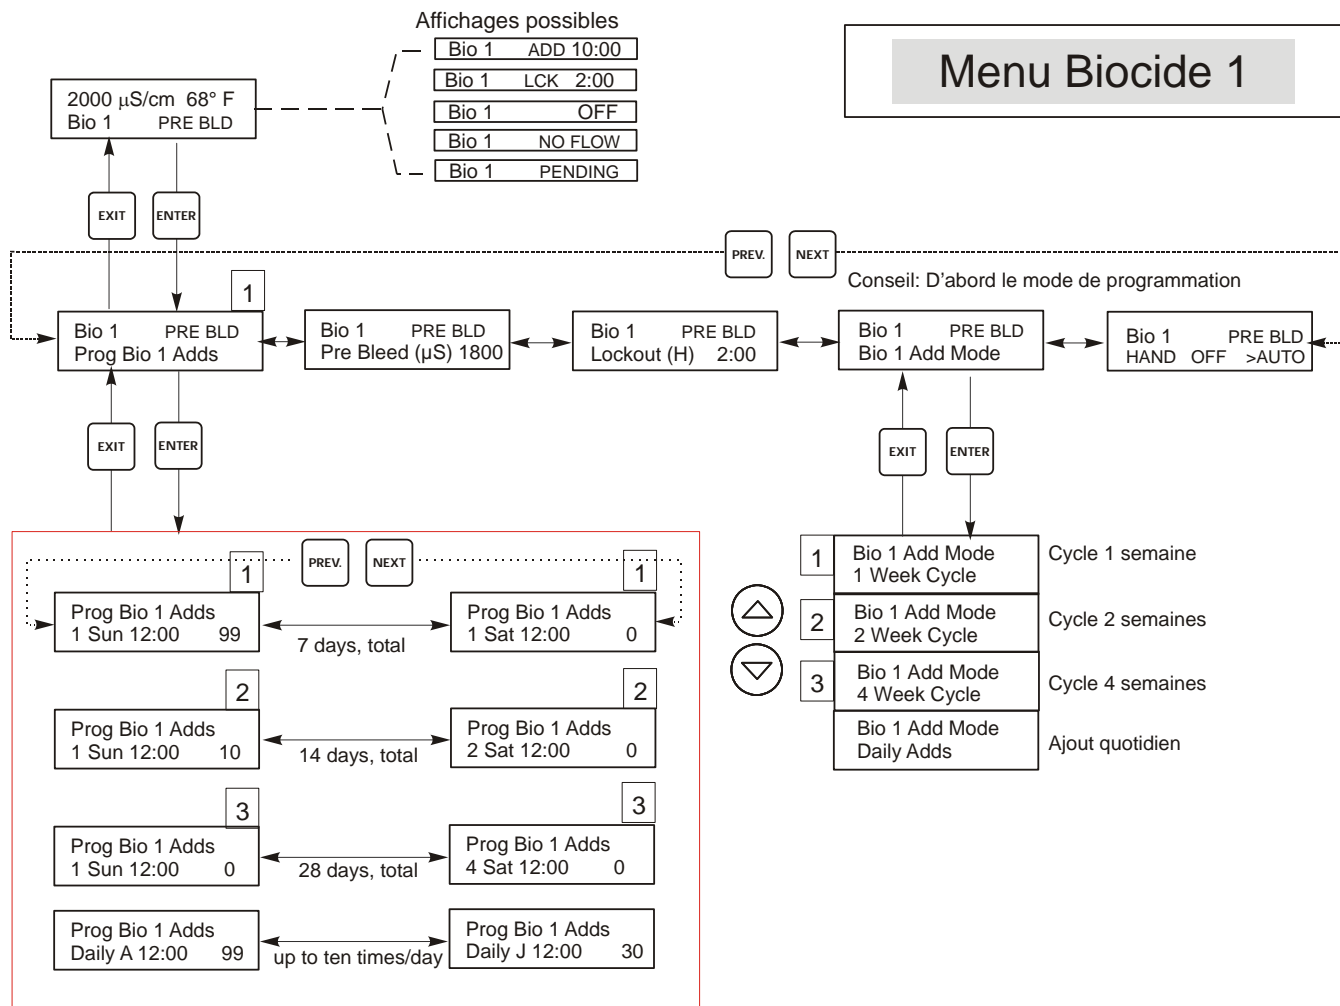 Affichages possibles
Bio 1 ADD 10:00
Bio 1 LCK 2:00
Bio 1 OFF
Bio 1 NO FLOW
Bio 1 PENDING
Menu Biocide 1
2000 µS/cm 68° F
Bio 1 PRE BLD
EXIT
ENTER
PREV.
NEXT
Conseil: D'abord le mode de programmation
1
Bio 1 PRE BLD
Prog Bio 1 Adds
Bio 1 PRE BLD
Pre Bleed (µS) 1800
Bio 1 PRE BLD
Lockout (H) 2:00
Bio 1 PRE BLD
Bio 1 Add Mode
Bio 1 PRE BLD
HAND OFF >AUTO
EXIT
ENTER
EXIT
ENTER
PREV.
NEXT
1
Prog Bio 1 Adds
1 Sun 12:00 99
7 days, total
1
Prog Bio 1 Adds
1 Sat 12:00 0
2
Prog Bio 1 Adds
1 Sun 12:00 10
14 days, total
2
Prog Bio 1 Adds
2 Sat 12:00 0
3
Prog Bio 1 Adds
1 Sun 12:00 0
28 days, total
3
Prog Bio 1 Adds
4 Sat 12:00 0
Prog Bio 1 Adds
Daily A 12:00 99
up to ten times/day
Prog Bio 1 Adds
Daily J 12:00 30
1
Bio 1 Add Mode
1 Week Cycle
Cycle 1 semaine
2
Bio 1 Add Mode
2 Week Cycle
Cycle 2 semaines
3
Bio 1 Add Mode
4 Week Cycle
Cycle 4 semaines
Bio 1 Add Mode
Daily Adds
Ajout quotidien